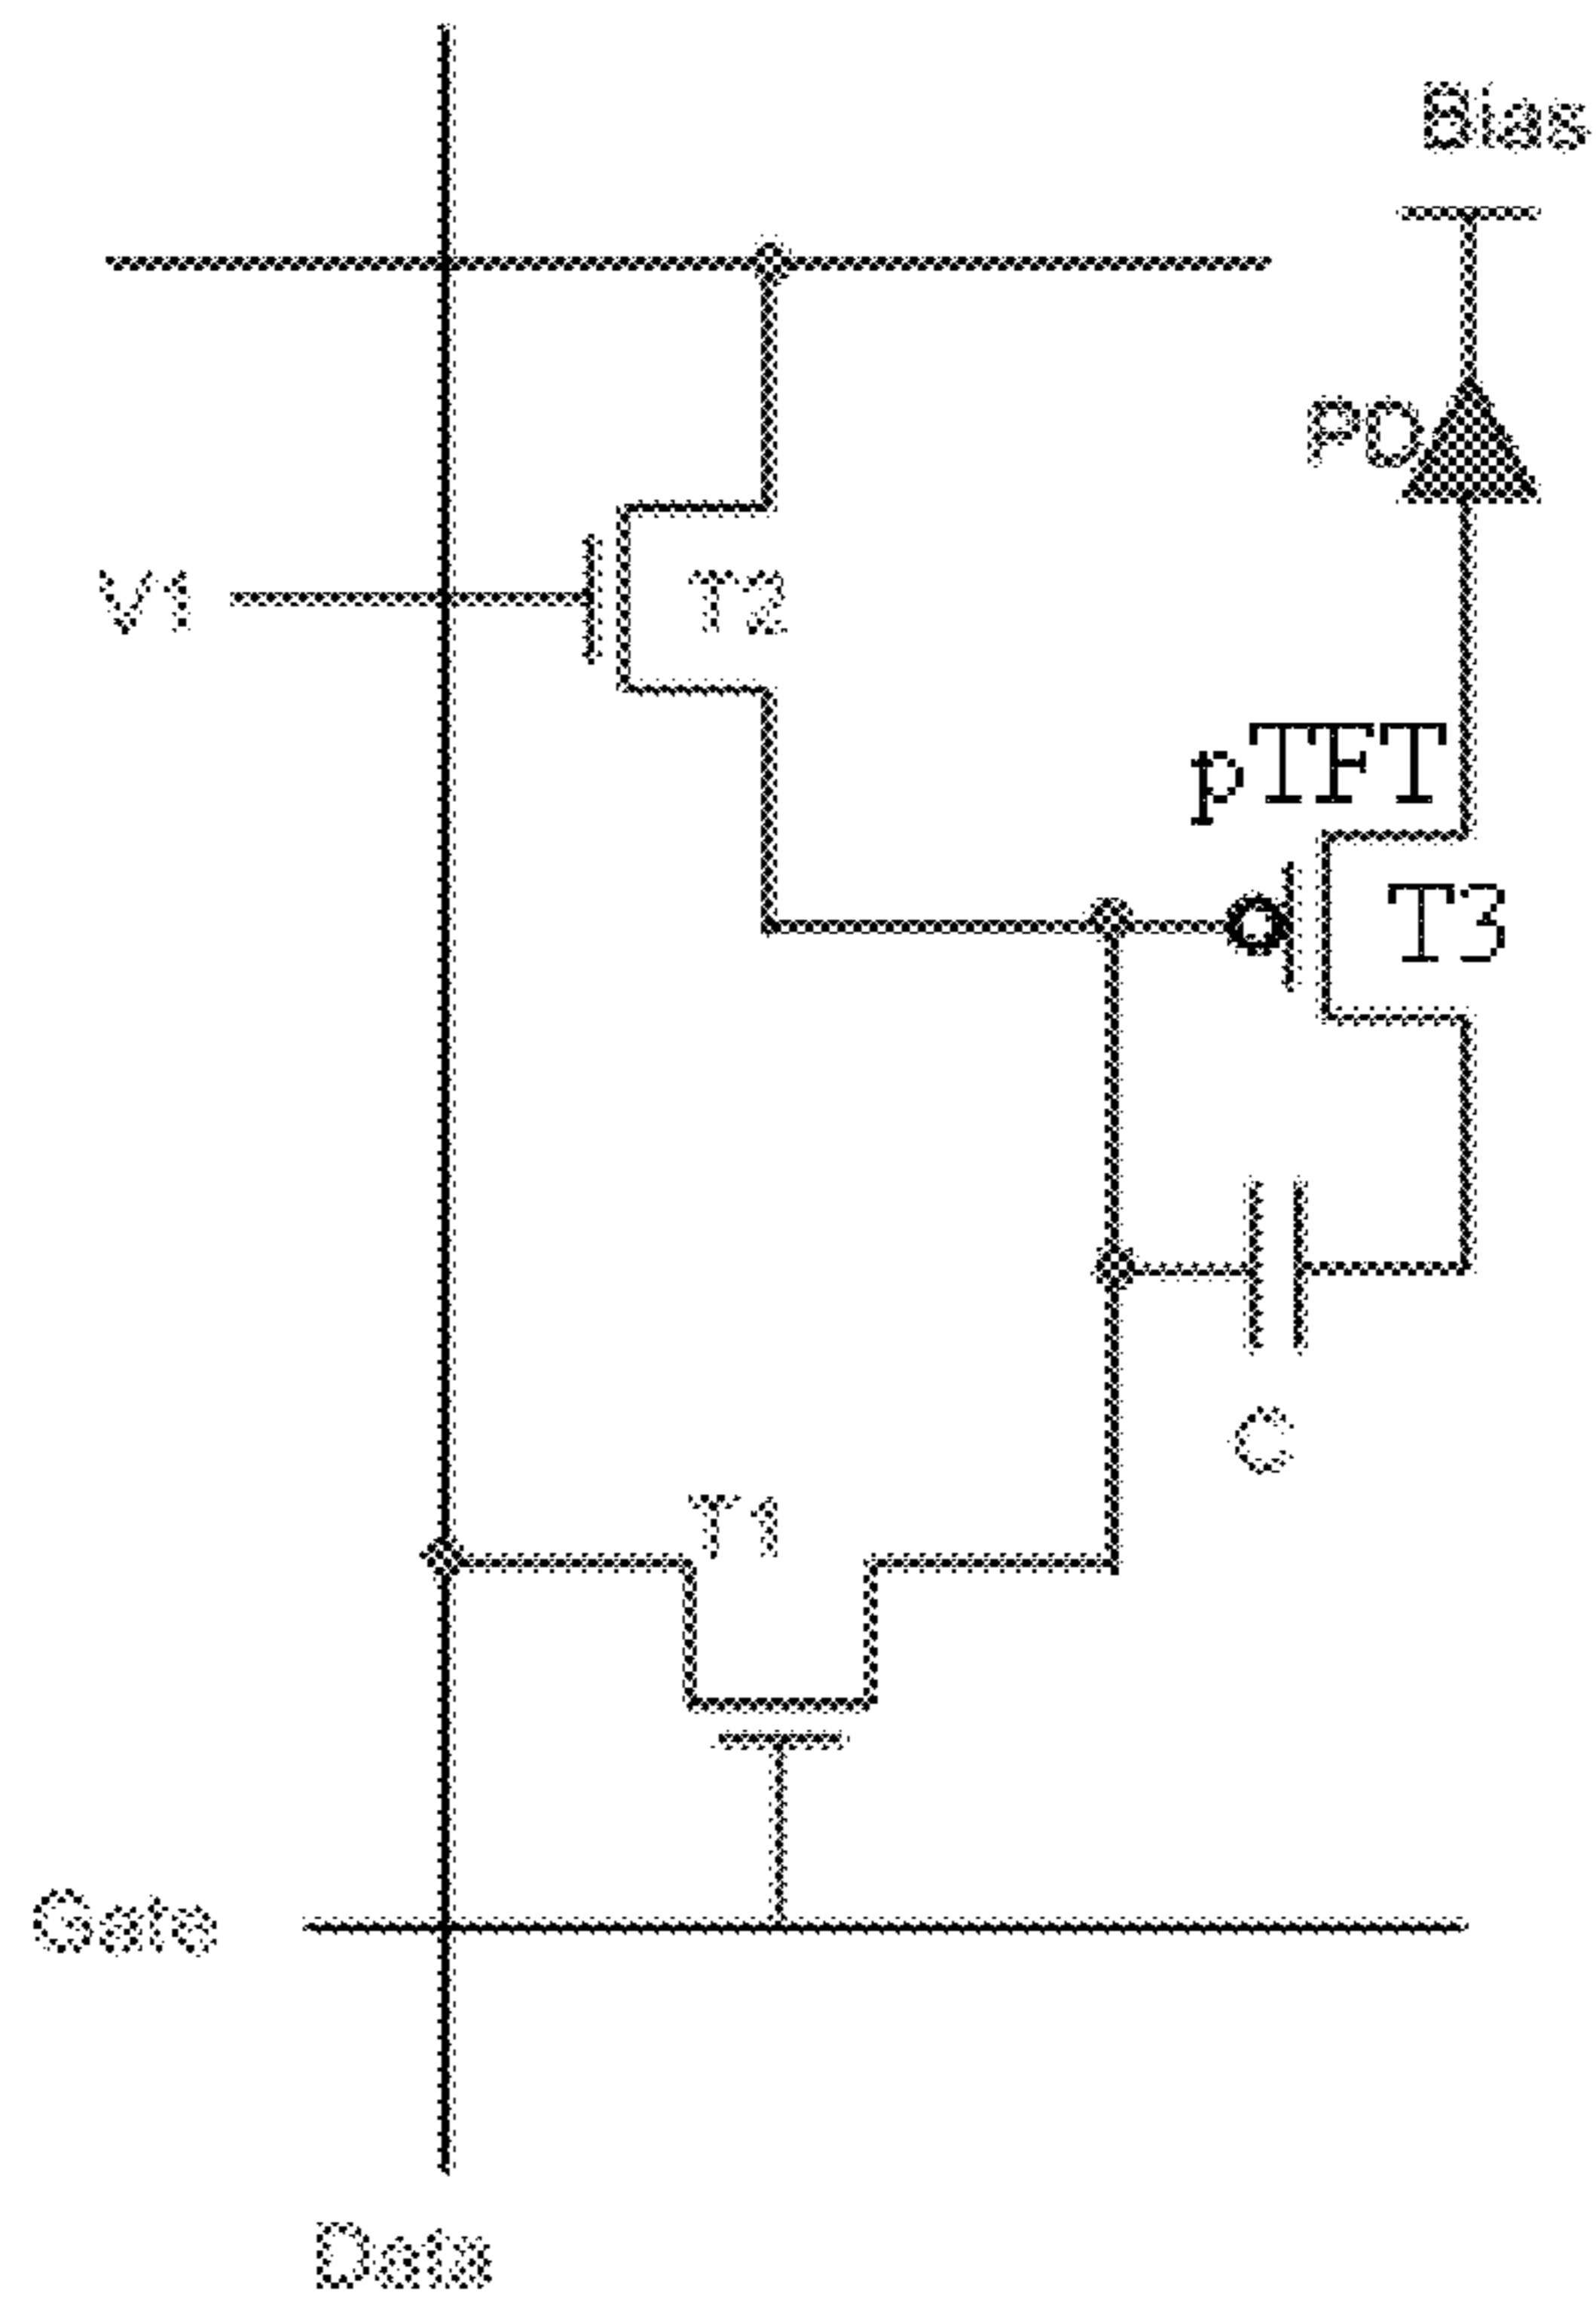 Bias
PD
V1
T2
pTFT
T3
C
T1
Gate
Data